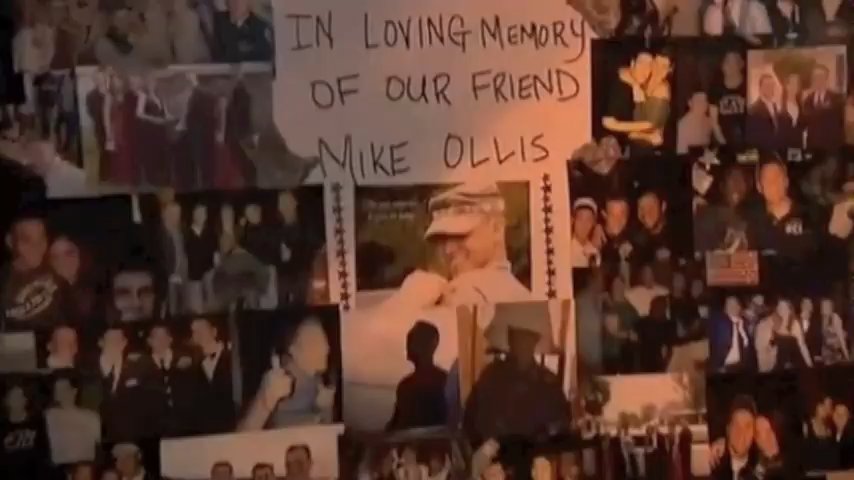 IN LOVING MEMORY
OF OUR FRIEND
MIKE OLLIS